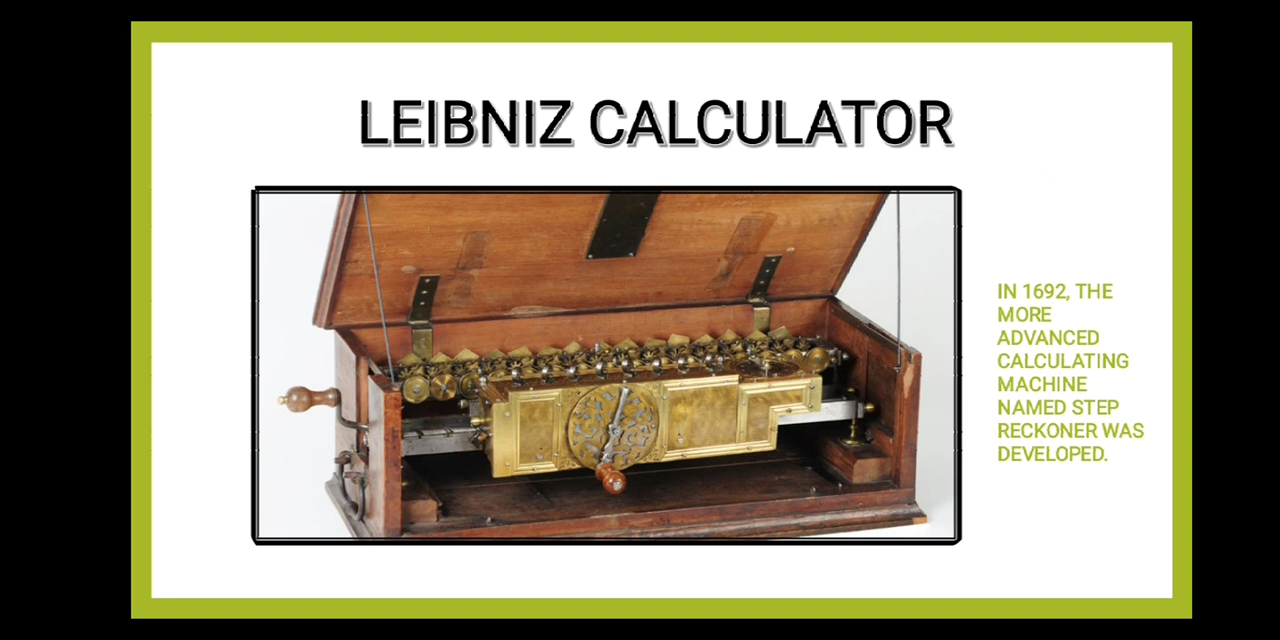 LEIBNIZ CALCULATOR
IN 1692, THE
MORE
ADVANCED
CALCULATING
MACHINE
NAMED STEP
RECKONER WAS
DEVELOPED.